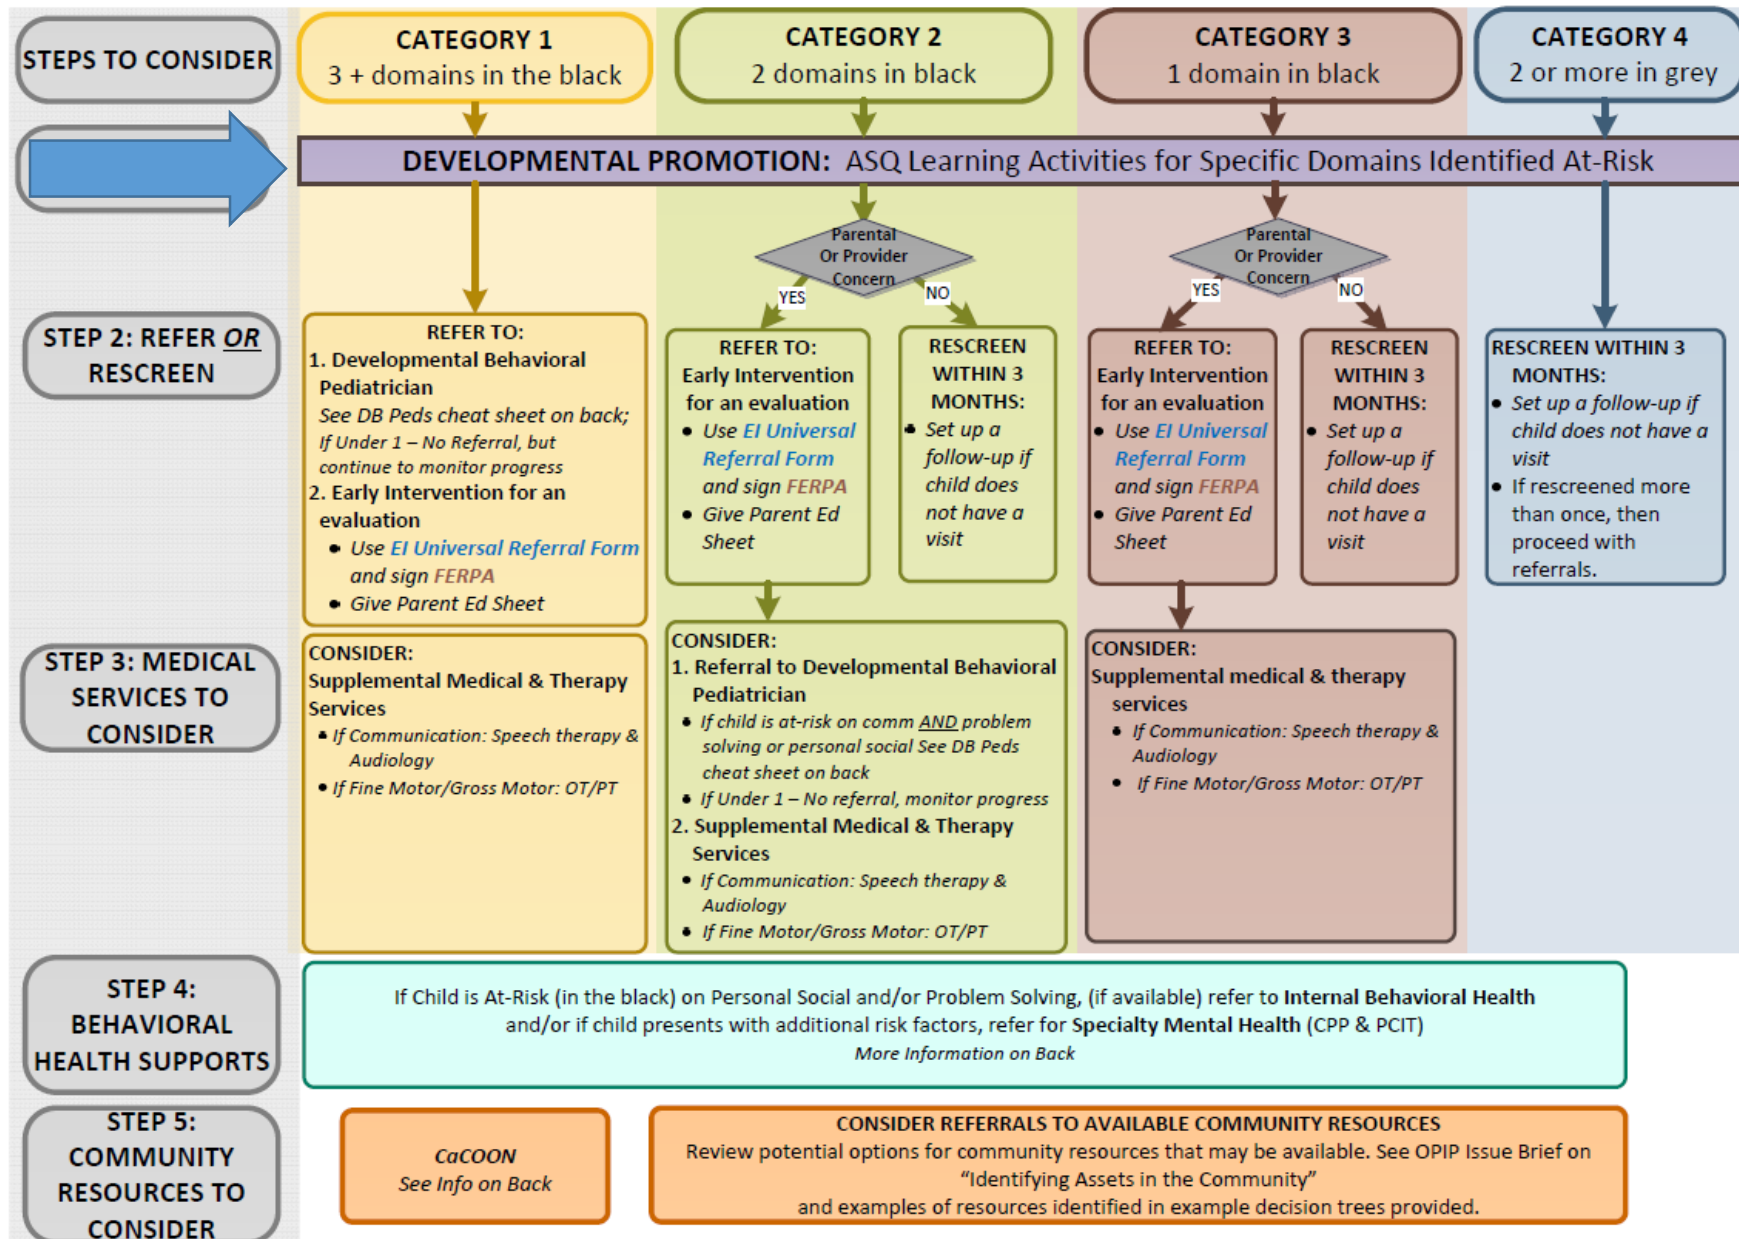 STEPS TO CONSIDER
CATEGORY 1
3 + domains in the black
CATEGORY 2
2 domains in black
CATEGORY 3
1 domain in black
CATEGORY 4
2 or more in grey
DEVELOPMENTAL PROMOTION: ASQ Learning Activities for Specific Domains Identified At-Risk
Parental
Or Provider
Concern
YES
NO
Parental
Or Provider
Concern
YES
NO
STEP 2: REFER OR
RESCREEN
REFER TO:
1. Developmental Behavioral
Pediatrician
See DB Peds cheat sheet on back;
If Under 1 – No Referral, but
continue to monitor progress
2. Early Intervention for an
evaluation
• Use EI Universal Referral Form
and sign FERPA
• Give Parent Ed Sheet
REFER TO:
Early Intervention
for an evaluation
• Use EI Universal
Referral Form
and sign FERPA
• Give Parent Ed
Sheet
RESCREEN
WITHIN 3
MONTHS:
• Set up a
follow-up if
child does
not have a
visit
REFER TO:
Early Intervention
for an evaluation
• Use EI Universal
Referral Form
and sign FERPA
• Give Parent Ed
Sheet
RESCREEN
WITHIN 3
MONTHS:
• Set up a
follow-up if
child does
not have a
visit
RESCREEN WITHIN 3
MONTHS:
• Set up a follow-up if
child does not have a
visit
• If rescreened more
than once, then
proceed with
referrals.
STEP 3: MEDICAL
SERVICES TO
CONSIDER
CONSIDER:
Supplemental Medical & Therapy
Services
• If Communication: Speech therapy &
Audiology
• If Fine Motor/Gross Motor: OT/PT
CONSIDER:
1. Referral to Developmental Behavioral
Pediatrician
• If child is at-risk on comm AND problem
solving or personal social See DB Peds
cheat sheet on back
• If Under 1 – No referral, monitor progress
2. Supplemental Medical & Therapy
Services
• If Communication: Speech therapy &
Audiology
• If Fine Motor/Gross Motor: OT/PT
CONSIDER:
Supplemental medical & therapy
services
• If Communication: Speech therapy &
Audiology
• If Fine Motor/Gross Motor: OT/PT
STEP 4:
BEHAVIORAL
HEALTH SUPPORTS
If Child is At-Risk (in the black) on Personal Social and/or Problem Solving, (if available) refer to Internal Behavioral Health
and/or if child presents with additional risk factors, refer for Specialty Mental Health (CPP & PCIT)
More Information on Back
STEP 5:
COMMUNITY
RESOURCES TO
CONSIDER
CaCOON
See Info on Back
CONSIDER REFERRALS TO AVAILABLE COMMUNITY RESOURCES
Review potential options for community resources that may be available. See OPIP Issue Brief on
“Identifying Assets in the Community”
and examples of resources identified in example decision trees provided.